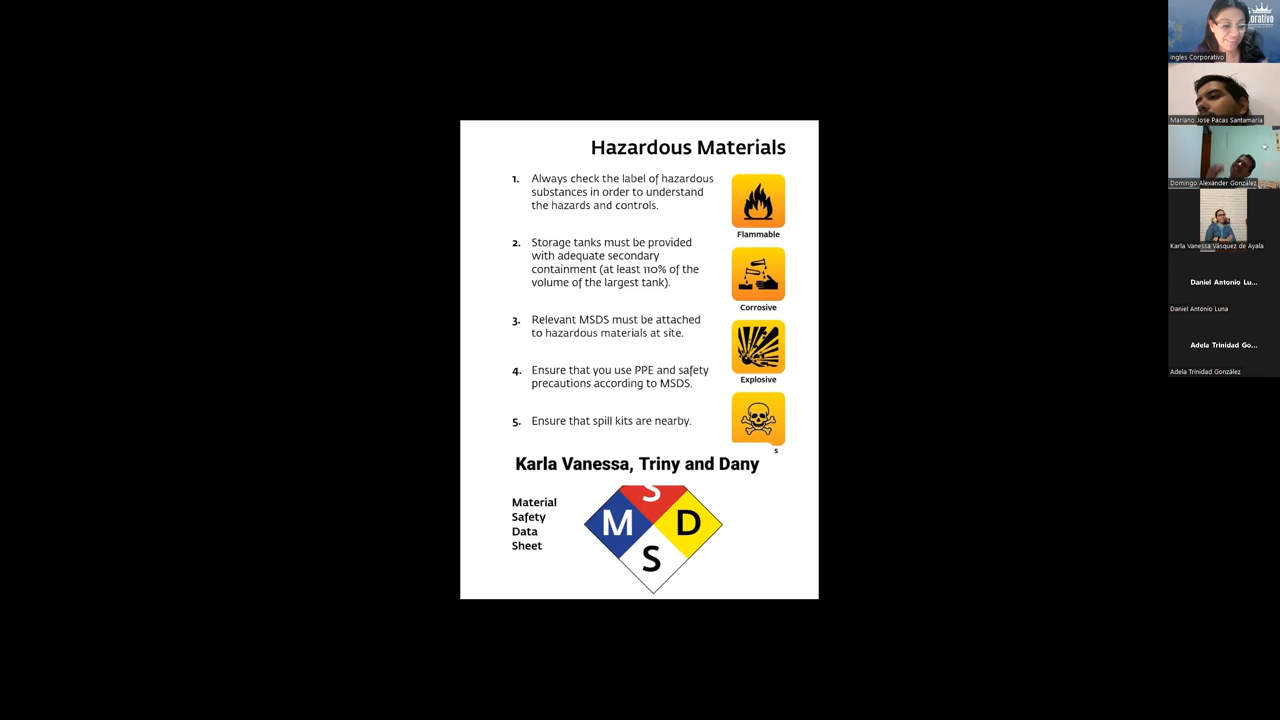 Hazardous Materials
1. Always check the label of hazardous
substances in order to understand
the hazards and controls.
2. Storage tanks must be provided
with adequate secondary
containment (at least 110% of the
volume of the largest tank).
3. Relevant MSDS must be attached
to hazardous materials at site.
4. Ensure that you use PPE and safety
precautions according to MSDS.
5. Ensure that spill kits are nearby.
Flammable
Corrosive
Explosive
s
Karla Vanessa, Triny and Dany
Material
Safety
Data
Sheet
S
M D
S
orativo
Ingles Corporativo
Mariano Jose Pacas Santamaría
Domingo Alexander González
Karla Vanessa Vásquez de Ayala
Daniel Antonio Lu...
Daniel Antonio Luna
Adela Trinidad Go...
Adela Trinidad González